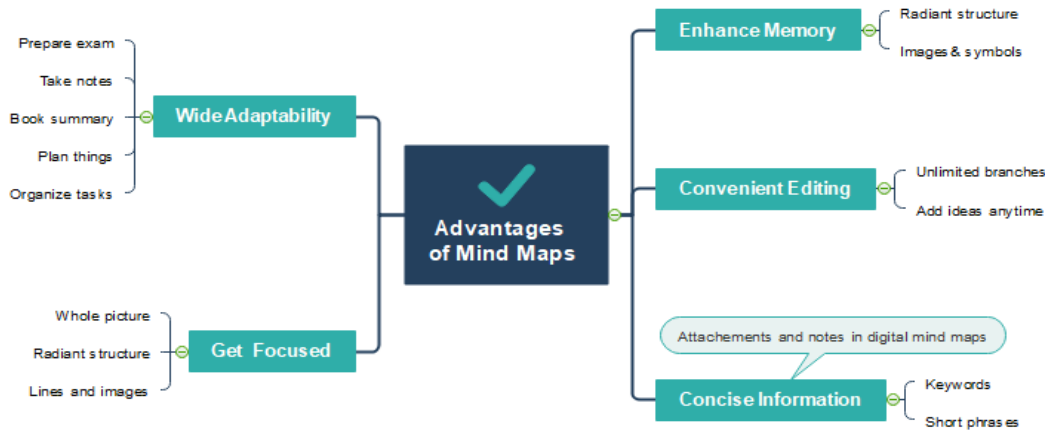 Advantages
of Mind Maps
Enhance Memory
Radiant structure
Images & symbols
Convenient Editing
Unlimited branches
Add ideas anytime
Attachements and notes in digital mind maps
Concise Information
Keywords
Short phrases
Wide Adaptability
Prepare exam
Take notes
Book summary
Plan things
Organize tasks
Get Focused
Whole picture
Radiant structure
Lines and images